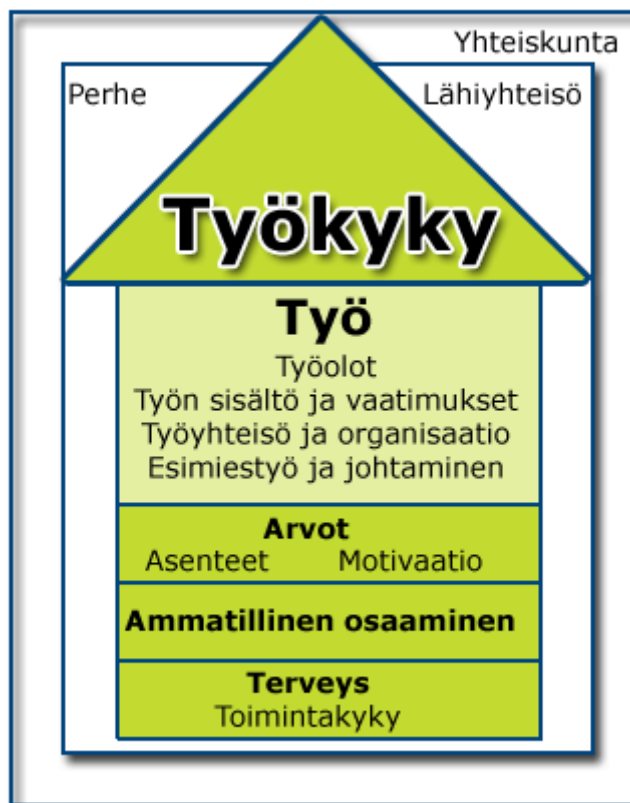 Yhteiskunta
Perhe Lähiyhteisö
Työkyky
Työ
Työolot
Työn sisältö ja vaatimukset
Työyhteisö ja organisaatio
Esimiestyö ja johtaminen
Arvot
Asenteet Motivaatio
Ammatillinen osaaminen
Terveys
Toimintakyky